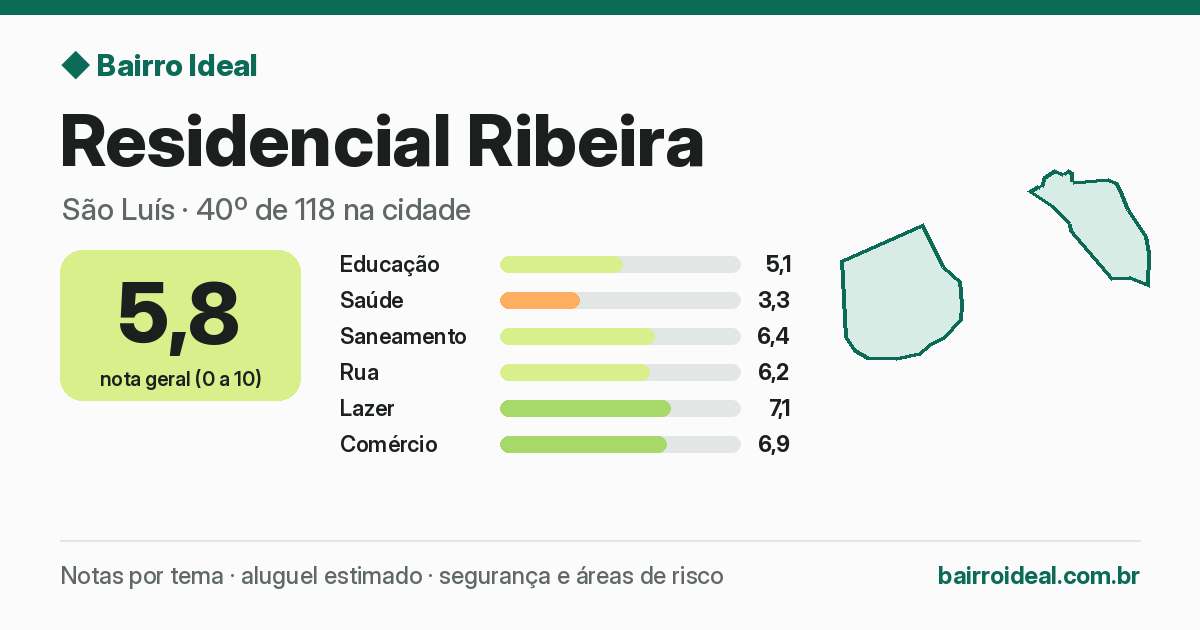 Bairro Ideal
Residencial Ribeira
São Luís · 40º de 118 na cidade
5,8
nota geral (0 a 10)
Educação 5,1
Saúde 3,3
Saneamento 6,4
Rua 6,2
Lazer 7,1
Comércio 6,9
Notas por tema · aluguel estimado · segurança e áreas de risco
bairroideal.com.br